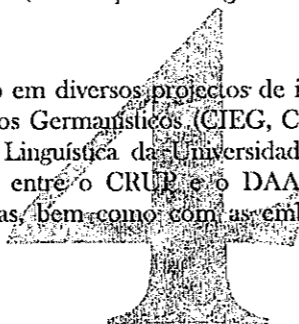 em diversos projectos de
os Germanísticos (CIEG,
Linguística da Universidad
entre o CRUP e o DAA
as, bem como com as emb